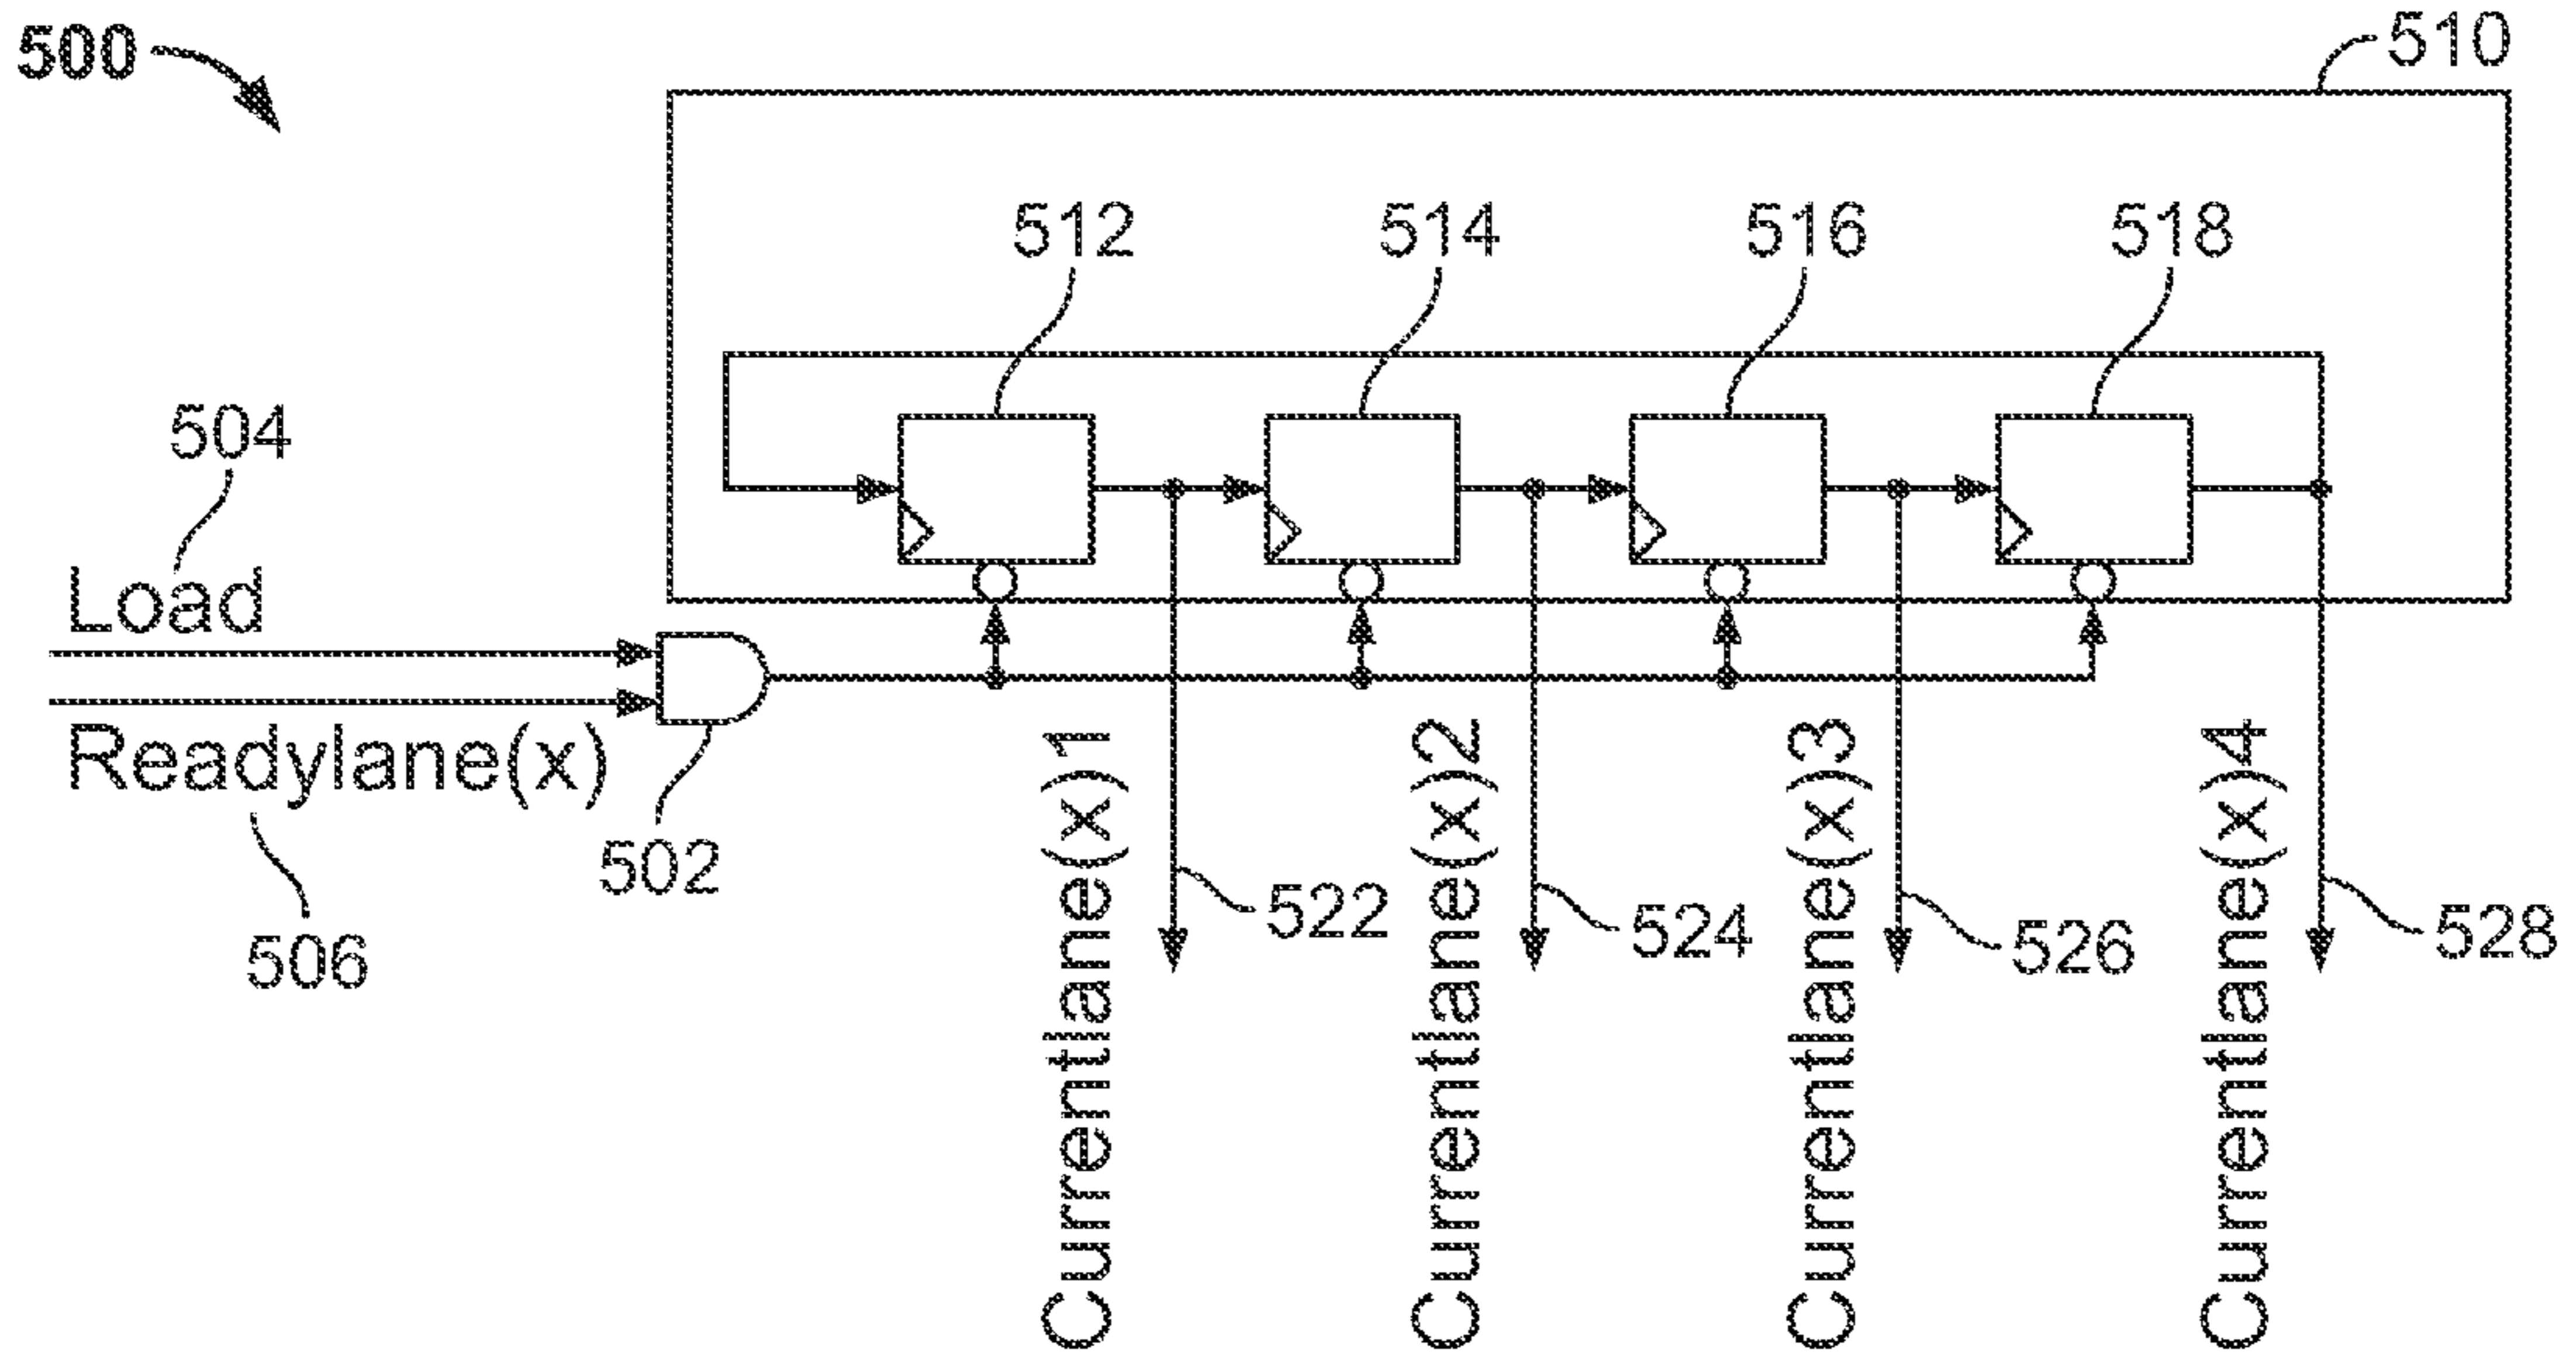 500
510
512
514
516
518
504
Load
Readylane(x)
506
502
Currentlane(x)1
522
Currentlane(x)2
524
Currentlane(x)3
526
Currentlane(x)4
528